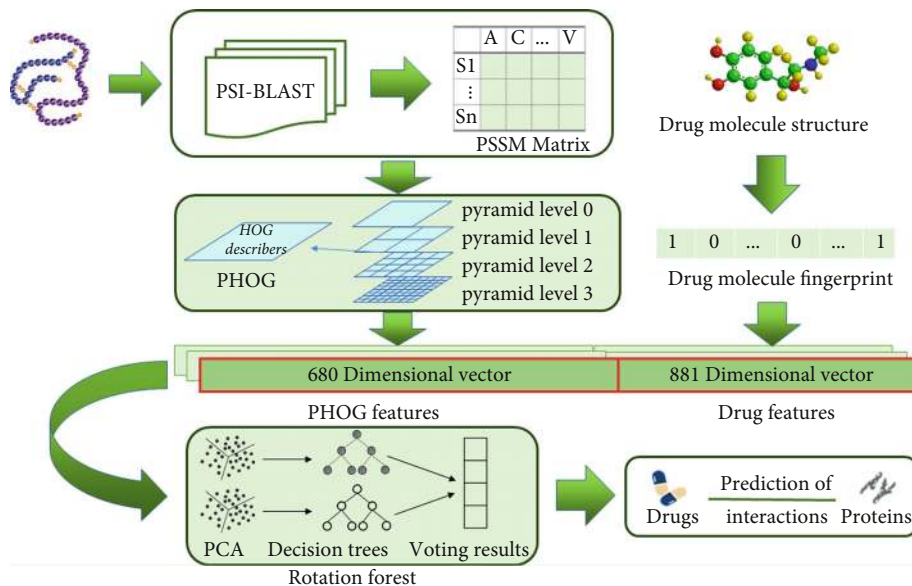 PSI-BLAST
A C ... V
S1
⋮
Sn
PSSM Matrix
Drug molecule structure
HOG
describers
PHOG
pyramid level 0
pyramid level 1
pyramid level 2
pyramid level 3
1 0 ... 0 ... 1
Drug molecule fingerprint
680 Dimensional vector
881 Dimensional vector
PHOG features
Drug features
PCA
Decision trees
Voting results
Rotation forest
Drugs
Prediction of
interactions
Proteins